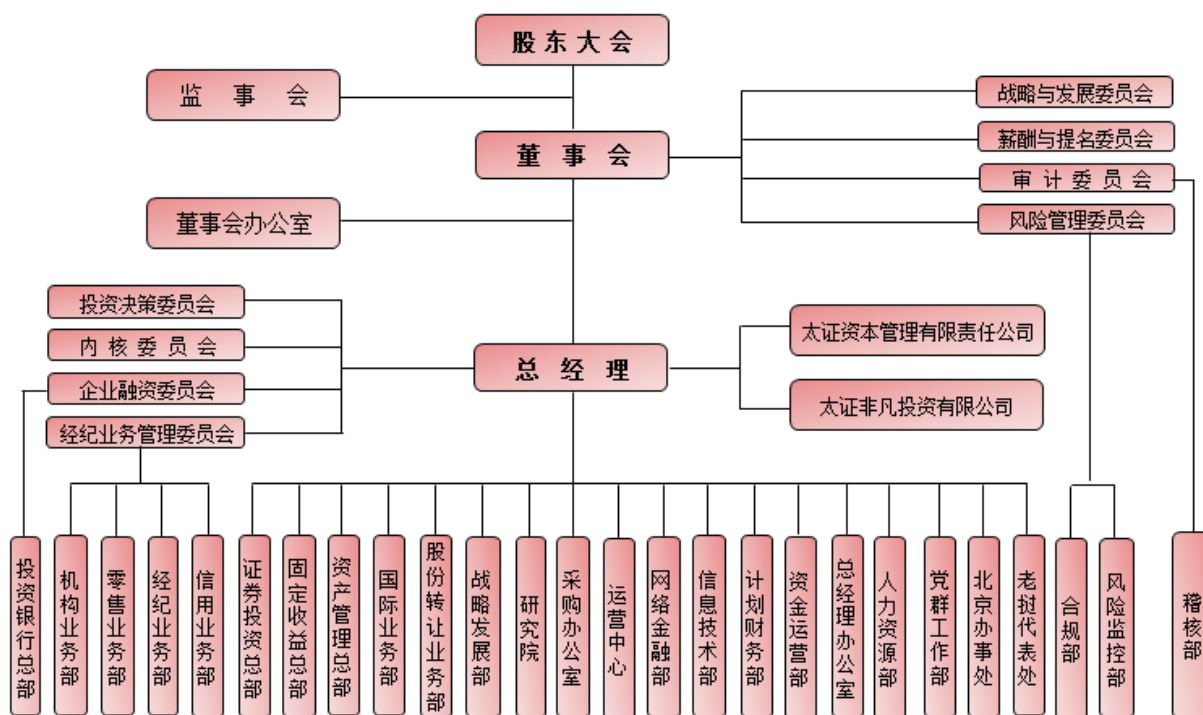 股东大会
监事会
战略与发展委员会
董事会
薪酬与提名委员会
审计委员会
董事会办公室
风险管理委员会
投资决策委员会
太证资本管理有限责任公司
内核委员会
总经理
企业融资委员会
太证非凡投资有限公司
经纪业务管理委员会
投资银行总部
机构业务部
零售业务部
经纪业务部
信用业务部
证券投资总部
固定收益总部
资产管理总部
国际业务部
股份转让业务部
战略发展部
研究院
采购办公室
运营中心
网络金融部
信息技术部
计划财务部
资金运营部
总经理办公室
人力资源部
党群工作部
北京办事处
老挝代表处
合规部
风险监控部
稽核部